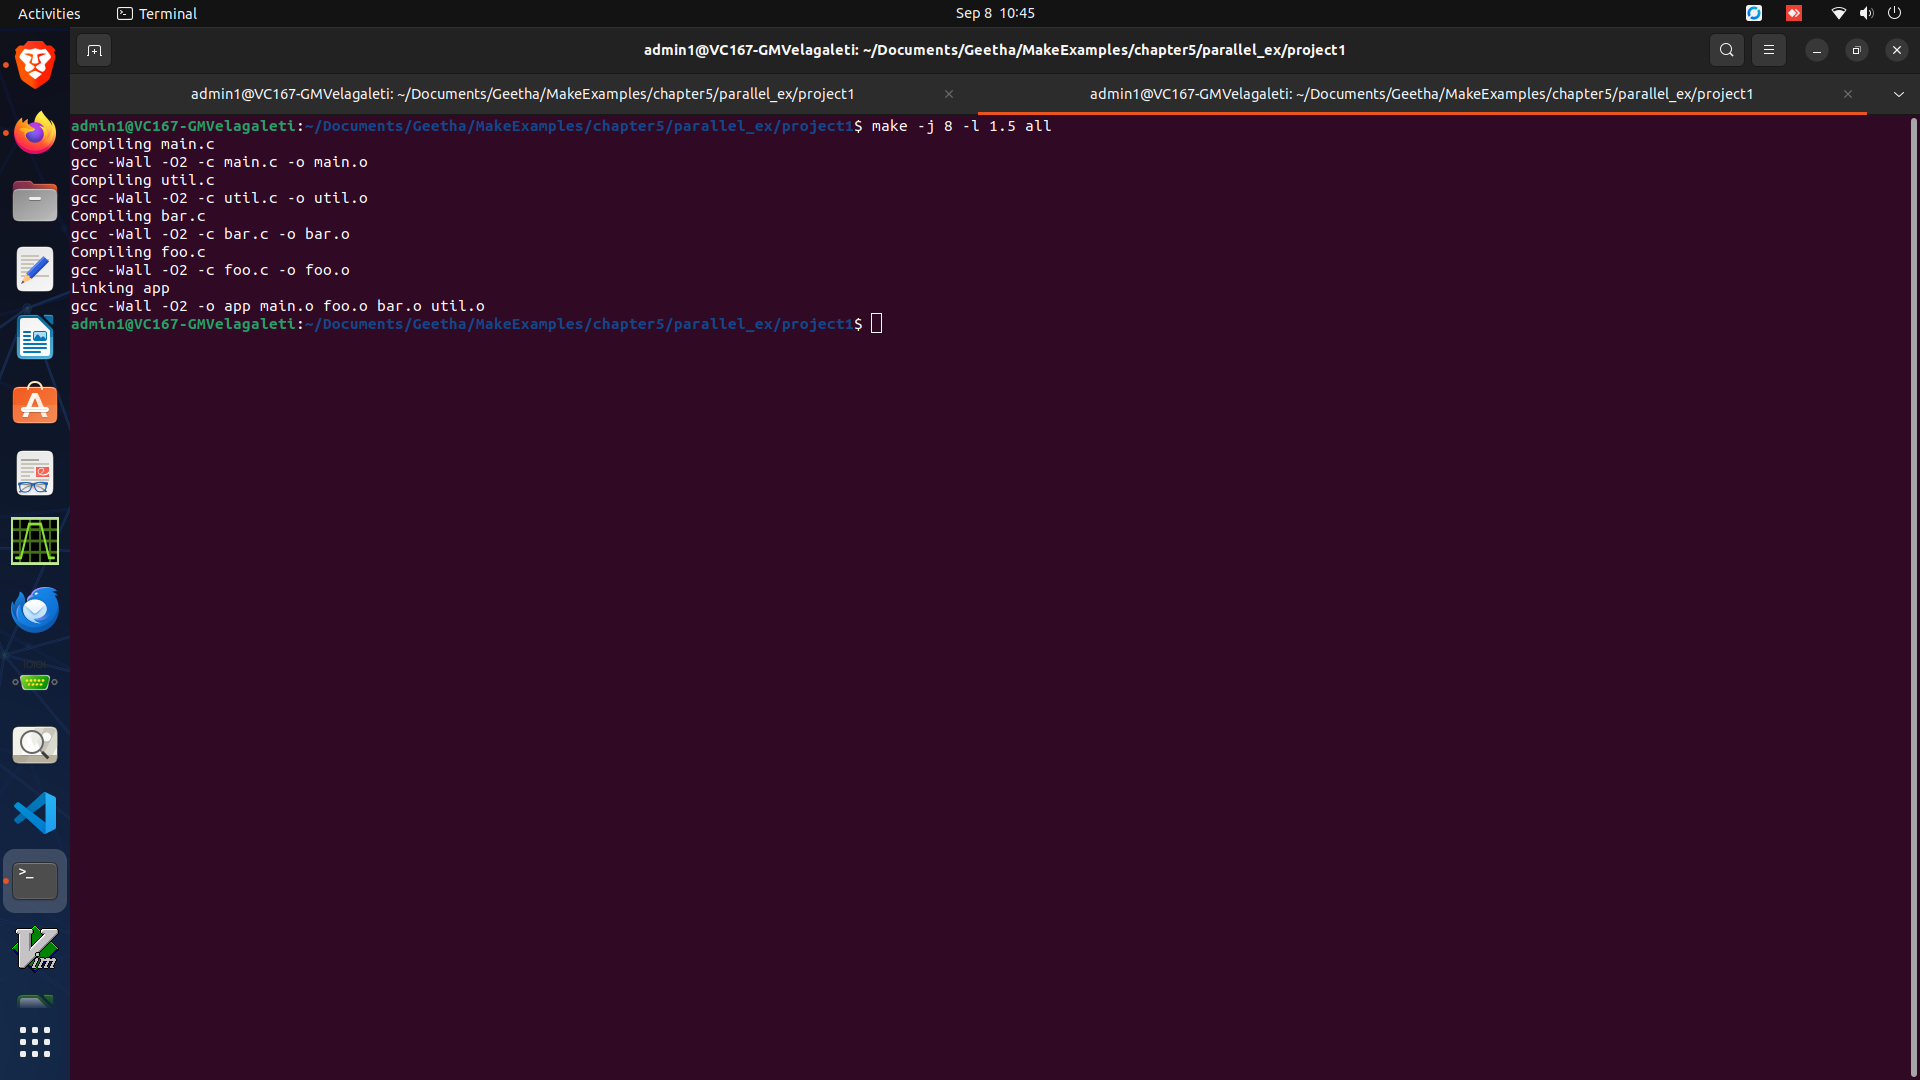 Activities Terminal Sep 8 10:45
admin1@VC167-GMVelagaleti: ~/Documents/Geetha/MakeExamples/chapter5/parallel_ex/project1
admin1@VC167-GMVelagaleti: ~/Documents/Geetha/MakeExamples/chapter5/parallel_ex/project1 admin1@VC167-GMVelagaleti: ~/Documents/Geetha/MakeExamples/chapter5/parallel_ex/project1
admin1@VC167-GMVelagaleti:~/Documents/Geetha/MakeExamples/chapter5/parallel_ex/project1$ make -j 8 -l 1.5 all
Compiling main.c
gcc -Wall -O2 -c main.c -o main.o
Compiling util.c
gcc -Wall -O2 -c util.c -o util.o
Compiling bar.c
gcc -Wall -O2 -c bar.c -o bar.o
Compiling foo.c
gcc -Wall -O2 -c foo.c -o foo.o
Linking app
gcc -Wall -O2 -o app main.o foo.o bar.o util.o
admin1@VC167-GMVelagaleti:~/Documents/Geetha/MakeExamples/chapter5/parallel_ex/project1$
Vim